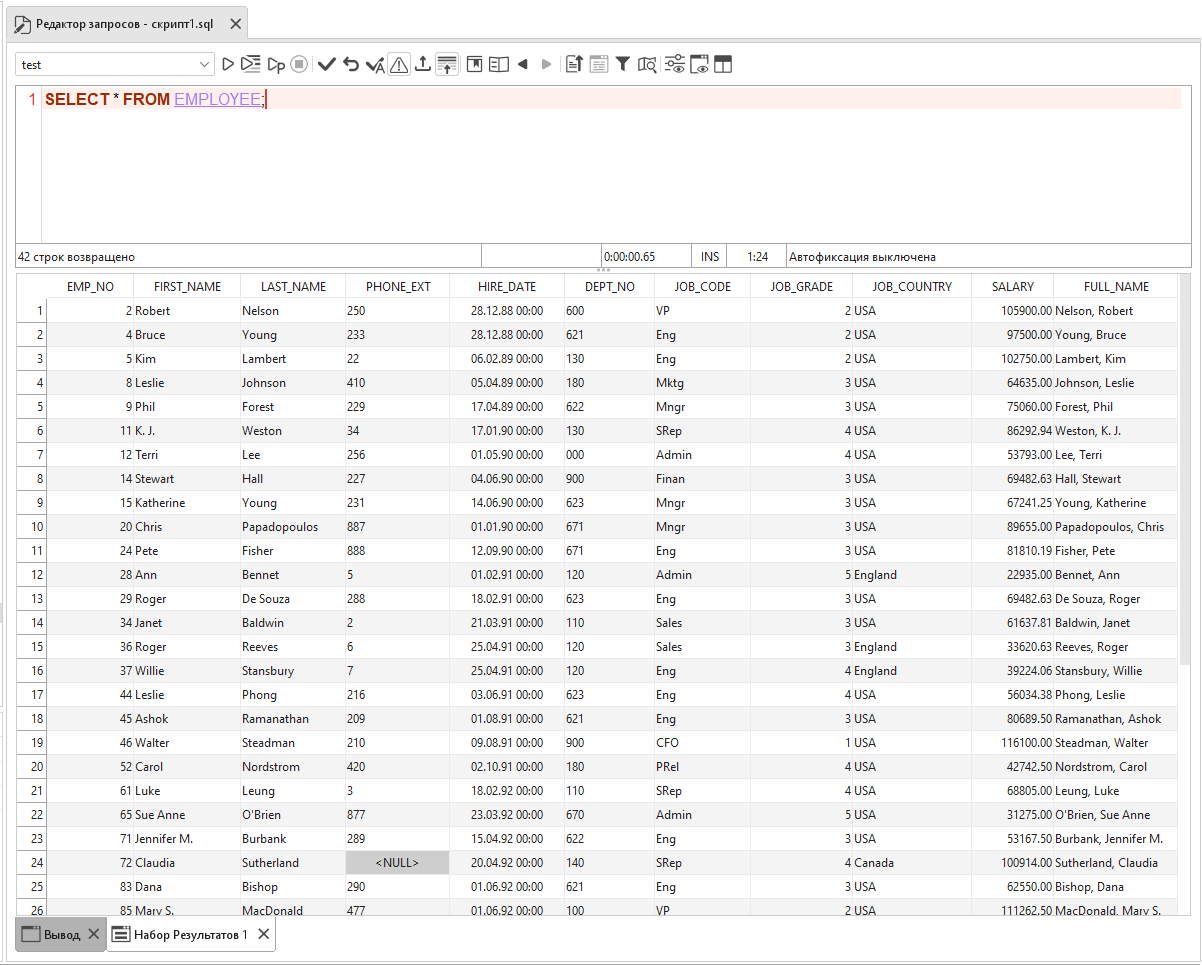 Редактор запросов - скрипт1.sql
test
1 SELECT * FROM EMPLOYEE;
42 строк возвращено 0:00:00.65 INS 1:24 Автофиксация выключена
EMP_NO FIRST_NAME LAST_NAME PHONE_EXT HIRE_DATE DEPT_NO JOB_CODE JOB_GRADE JOB_COUNTRY SALARY FULL_NAME
1 2 Robert Nelson 250 28.12.88 00:00 600 VP 2 USA 105900.00 Nelson, Robert
2 4 Bruce Young 233 28.12.88 00:00 621 Eng 2 USA 97500.00 Young, Bruce
3 5 Kim Lambert 22 06.02.89 00:00 130 Eng 2 USA 102750.00 Lambert, Kim
4 8 Leslie Johnson 410 05.04.89 00:00 180 Mktg 3 USA 64635.00 Johnson, Leslie
5 9 Phil Forest 229 17.04.89 00:00 622 Mngr 3 USA 75060.00 Forest, Phil
6 11 K. J. Weston 34 17.01.90 00:00 130 SRep 4 USA 86292.94 Weston, K. J.
7 12 Terri Lee 256 01.05.90 00:00 000 Admin 4 USA 53793.00 Lee, Terri
8 14 Stewart Hall 227 04.06.90 00:00 900 Finan 3 USA 69482.63 Hall, Stewart
9 15 Katherine Young 231 14.06.90 00:00 623 Mngr 3 USA 67241.25 Young, Katherine
10 20 Chris Papadopoulos 887 01.01.90 00:00 671 Mngr 3 USA 89655.00 Papadopoulos, Chris
11 24 Pete Fisher 888 12.09.90 00:00 671 Eng 3 USA 81810.19 Fisher, Pete
12 28 Ann Bennet 5 01.02.91 00:00 120 Admin 5 England 22935.00 Bennet, Ann
13 29 Roger De Souza 288 18.02.91 00:00 623 Eng 3 USA 69482.63 De Souza, Roger
14 34 Janet Baldwin 2 21.03.91 00:00 110 Sales 3 USA 61637.81 Baldwin, Janet
15 36 Roger Reeves 6 25.04.91 00:00 120 Sales 3 England 33620.63 Reeves, Roger
16 37 Willie Stansbury 7 25.04.91 00:00 120 Eng 4 England 39224.06 Stansbury, Willie
17 44 Leslie Phong 216 03.06.91 00:00 623 Eng 4 USA 56034.38 Phong, Leslie
18 45 Ashok Ramanathan 209 01.08.91 00:00 621 Eng 3 USA 80689.50 Ramanathan, Ashok
19 46 Walter Steadman 210 09.08.91 00:00 900 CFO 1 USA 116100.00 Steadman, Walter
20 52 Carol Nordstrom 420 02.10.91 00:00 180 PRel 4 USA 42742.50 Nordstrom, Carol
21 61 Luke Leung 3 18.02.92 00:00 110 SRep 4 USA 68805.00 Leung, Luke
22 65 Sue Anne O'Brien 877 23.03.92 00:00 670 Admin 5 USA 31275.00 O'Brien, Sue Anne
23 71 Jennifer M. Burbank 289 15.04.92 00:00 622 Eng 3 USA 53167.50 Burbank, Jennifer M.
24 72 Claudia Sutherland <NULL> 20.04.92 00:00 140 SRep 4 Canada 100914.00 Sutherland, Claudia
25 83 Dana Bishop 290 01.06.92 00:00 621 Eng 3 USA 62550.00 Bishop, Dana
26 85 Mary S. MacDonald 477 01.06.92 00:00 100 VP 2 USA 111262.50 MacDonald, Mary S.
Вывод Набор Результатов 1